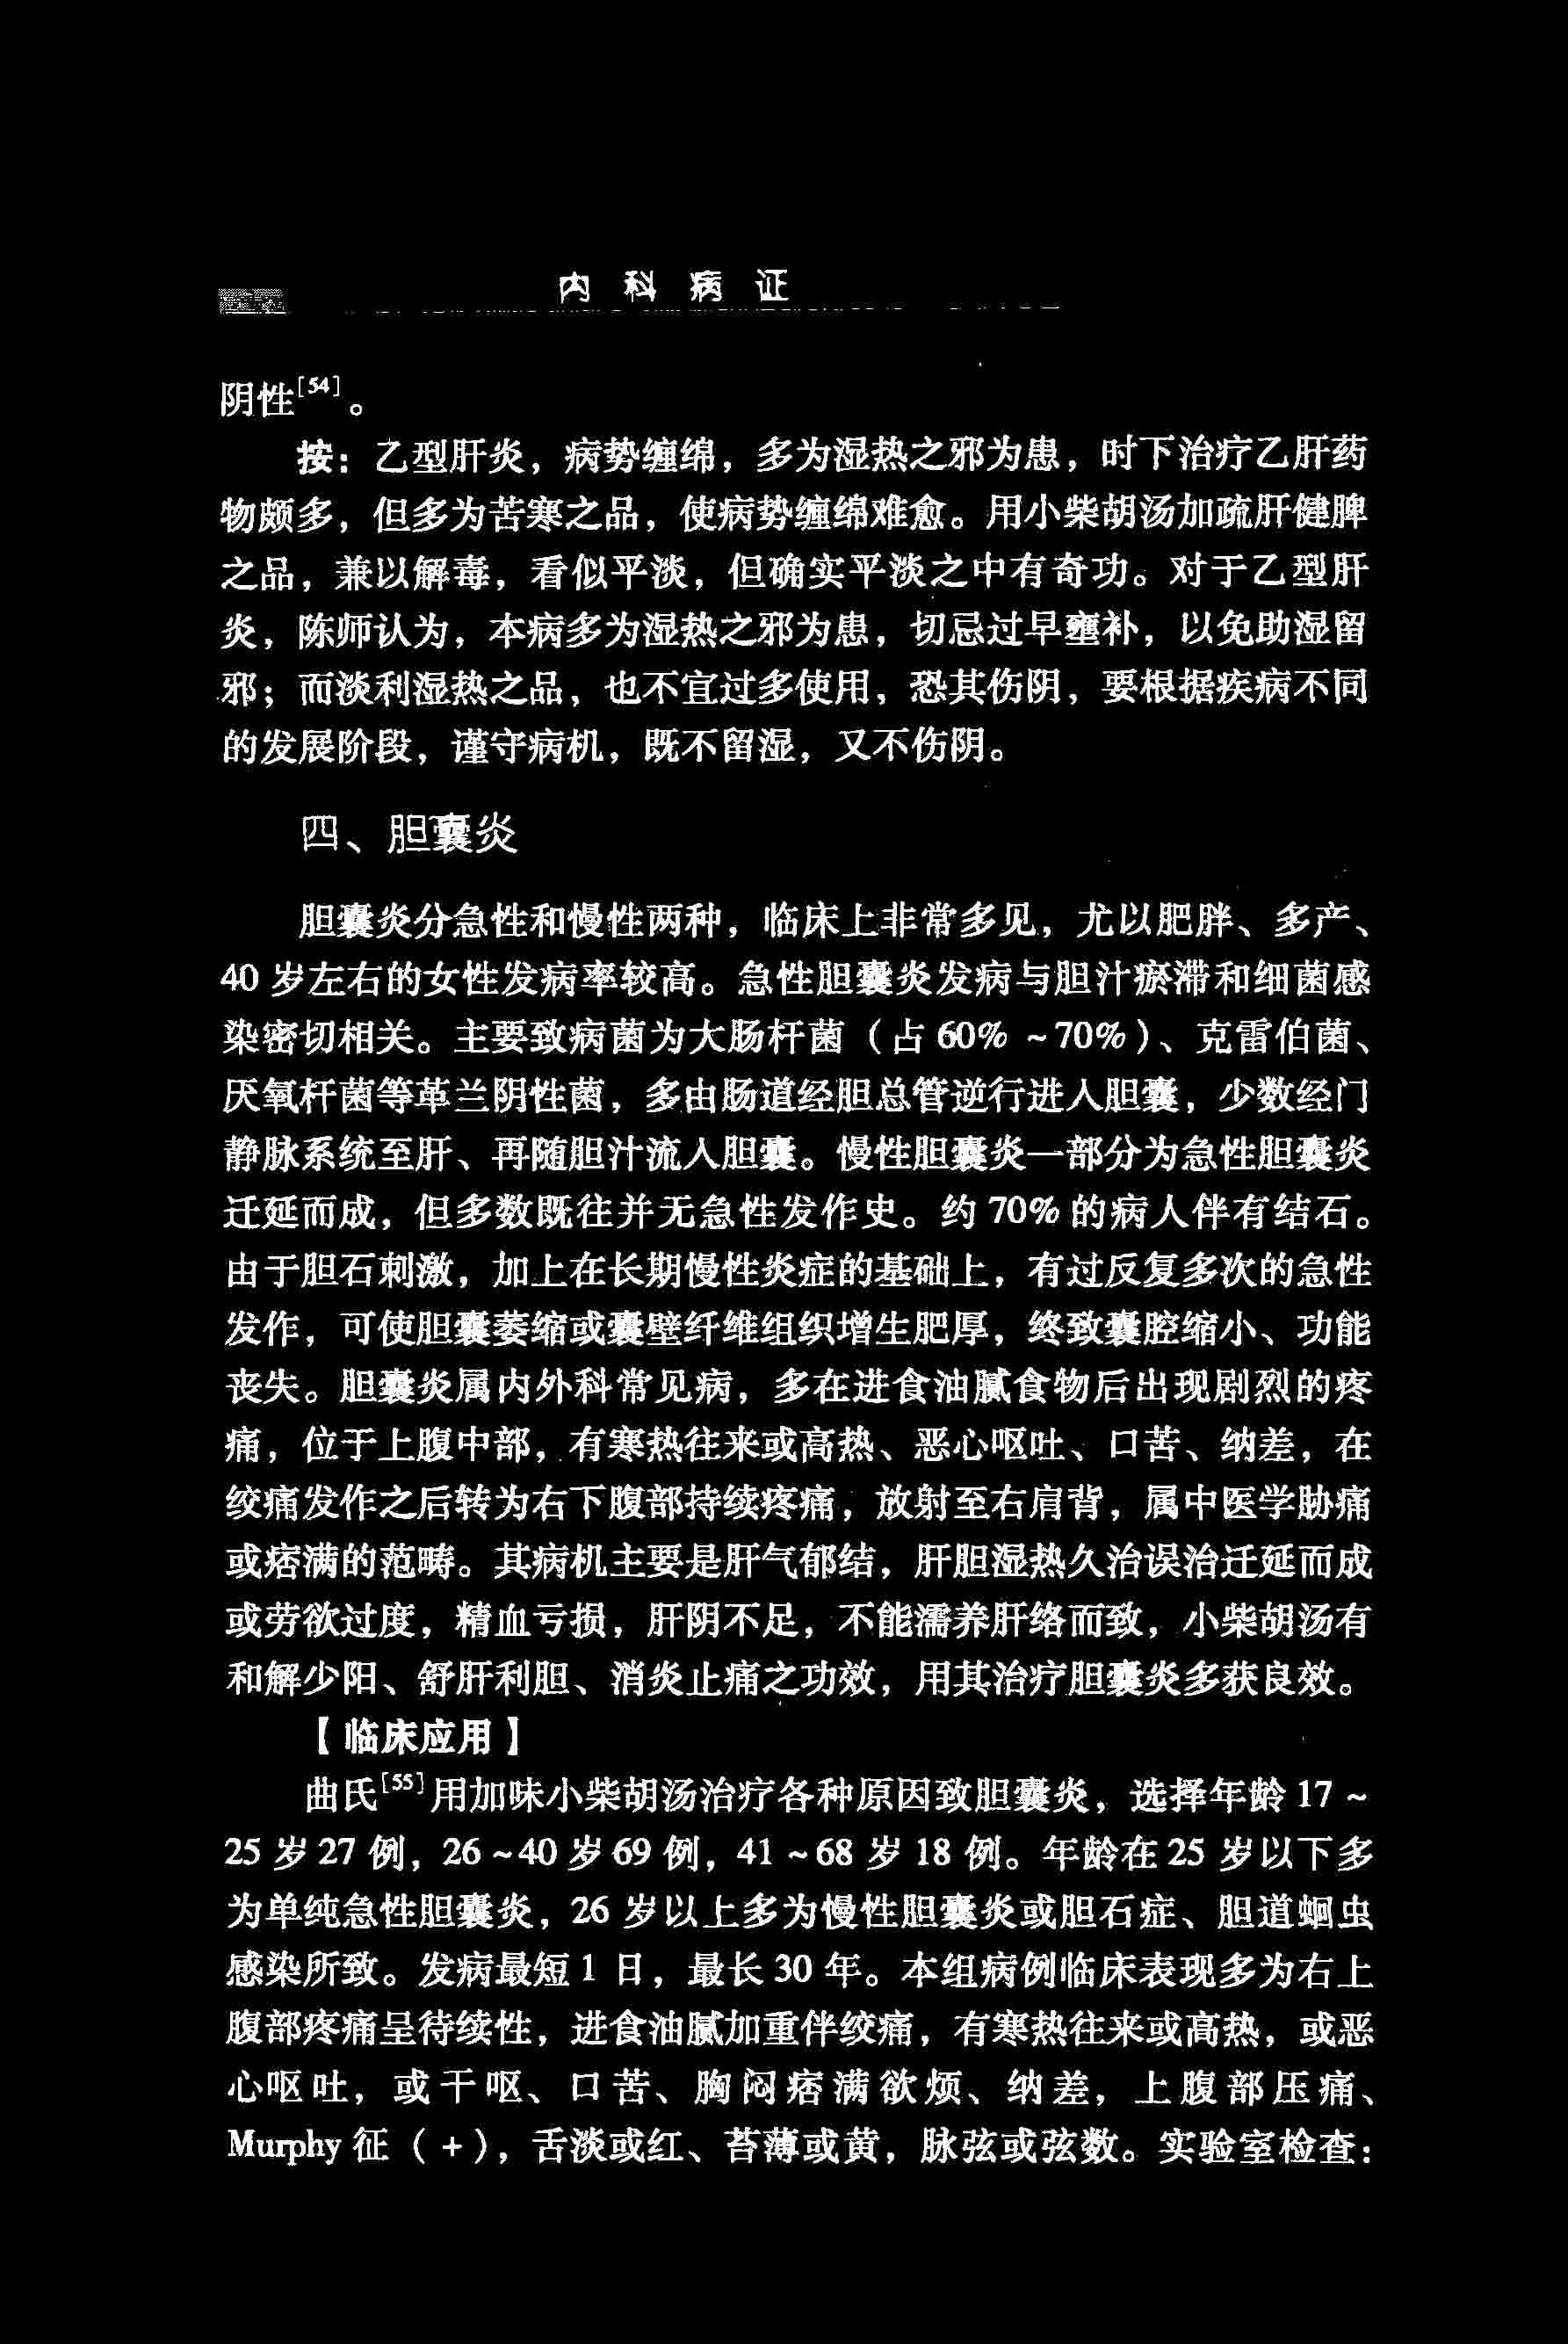 内科病证
阴性[54]。
按：乙型肝炎，病势缠绵，多为湿热之邪为患，时下治疗乙肝药
物颇多，但多为苦寒之品，使病势缠绵难愈。用小柴胡汤加疏肝健脾
之品，兼以解毒，看似平淡，但确实平淡之中有奇功。对于乙型肝
炎，陈师认为，本病多为湿热之邪为患，切忌过早壅补，以免助湿留
邪；而淡利湿热之品，也不宜过多使用，恐其伤阴，要根据疾病不同
的发展阶段，谨守病机，既不留湿，又不伤阴。
四、胆囊炎
胆囊炎分急性和慢性两种，临床上非常多见，尤以肥胖、多产、
40岁左右的女性发病率较高。急性胆囊炎发病与胆汁瘀滞和细菌感
染密切相关。主要致病菌为大肠杆菌（占60%~70%）、克雷伯菌、
厌氧杆菌等革兰阴性菌，多由肠道经胆总管逆行进入胆囊，少数经门
静脉系统至肝、再随胆汁流入胆囊。慢性胆囊炎一部分为急性胆囊炎
迁延而成，但多数既往并无急性发作史。约70%的病人伴有结石。
由于胆石刺激，加上在长期慢性炎症的基础上，有过反复多次的急性
发作，可使胆囊萎缩或囊壁纤维组织增生肥厚，终致囊腔缩小、功能
丧失。胆囊炎属内外科常见病，多在进食油腻食物后出现剧烈的疼
痛，位于上腹中部，有寒热往来或高热、恶心呕吐、口苦、纳差，在
绞痛发作之后转为右下腹部持续疼痛，放射至右肩背，属中医学胁痛
或痞满的范畴。其病机主要是肝气郁结，肝胆湿热久治误治迁延而成
或劳欲过度，精血亏损，肝阴不足，不能濡养肝络而致，小柴胡汤有
和解少阳、舒肝利胆、消炎止痛之功效，用其治疗胆囊炎多获良效。
【临床应用】
曲氏[55]用加味小柴胡汤治疗各种原因致胆囊炎，选择年龄17~
25岁27例，26~40岁69例，41~68岁18例。年龄在25岁以下多
为单纯急性胆囊炎，26岁以上多为慢性胆囊炎或胆石症、胆道蛔虫
感染所致。发病最短1日，最长30年。本组病例临床表现多为右上
腹部疼痛呈待续性，进食油腻加重伴绞痛，有寒热往来或高热，或恶
心呕吐，或干呕、口苦、胸闷痞满欲烦、纳差，上腹部压痛、
Murphy征（+），舌淡或红、苔薄或黄，脉弦或弦数。实验室检查：